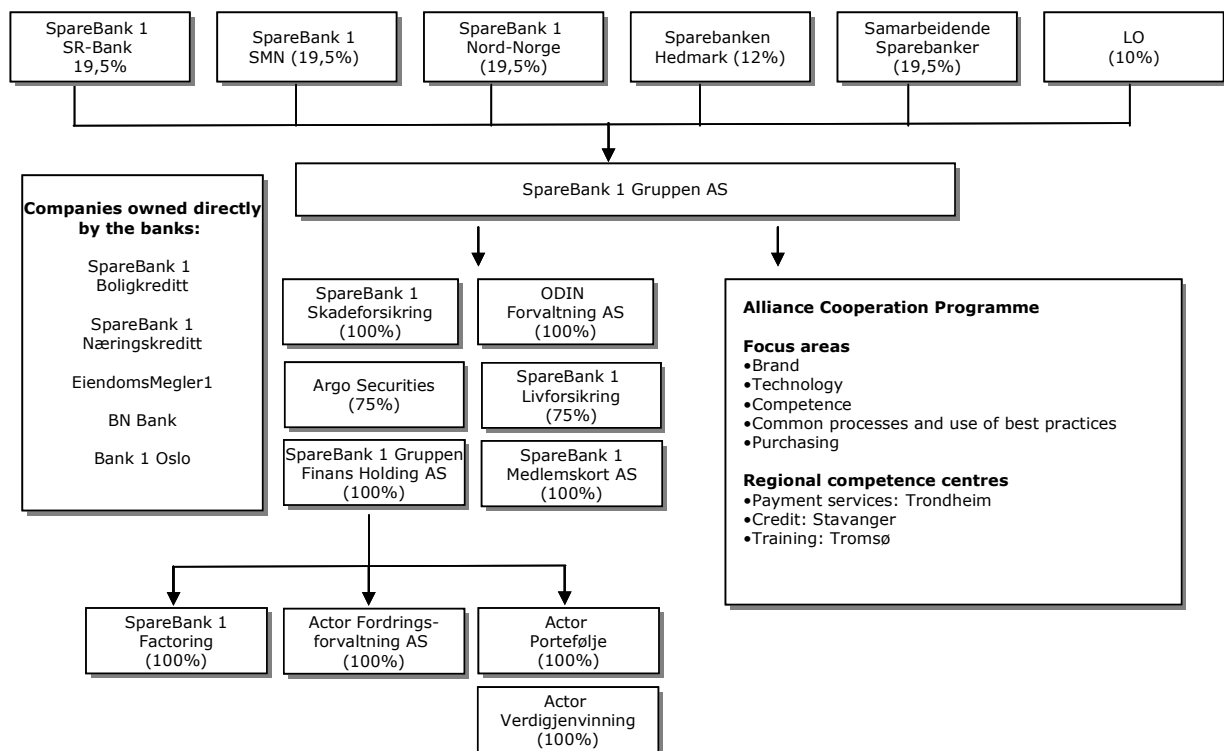 SpareBank 1
SR-Bank
19,5%
SpareBank 1
SMN (19,5%)
SpareBank 1
Nord-Norge
(19,5%)
Sparebanken
Hedmark (12%)
Samarbeidende
Sparebanker
(19,5%)
LO
(10%)
SpareBank 1 Gruppen AS
Companies owned directly
by the banks:
SpareBank 1
Boligkreditt
SpareBank 1
Næringskreditt
EiendomsMegler1
BN Bank
Bank 1 Oslo
SpareBank 1
Skadeforsikring
(100%)
ODIN
Forvaltning AS
(100%)
Argo Securities
(75%)
SpareBank 1
Livforsikring
(75%)
SpareBank 1 Gruppen
Finans Holding AS
(100%)
SpareBank 1
Medlemskort AS
(100%)
Alliance Cooperation Programme
Focus areas
•Brand
•Technology
•Competence
•Common processes and use of best practices
•Purchasing
Regional competence centres
•Payment services: Trondheim
•Credit: Stavanger
•Training: Tromsø
SpareBank 1
Factoring
(100%)
Actor Fordrings-
forvaltning AS
(100%)
Actor
Portefølje
(100%)
Actor
Verdigjenvinning
(100%)